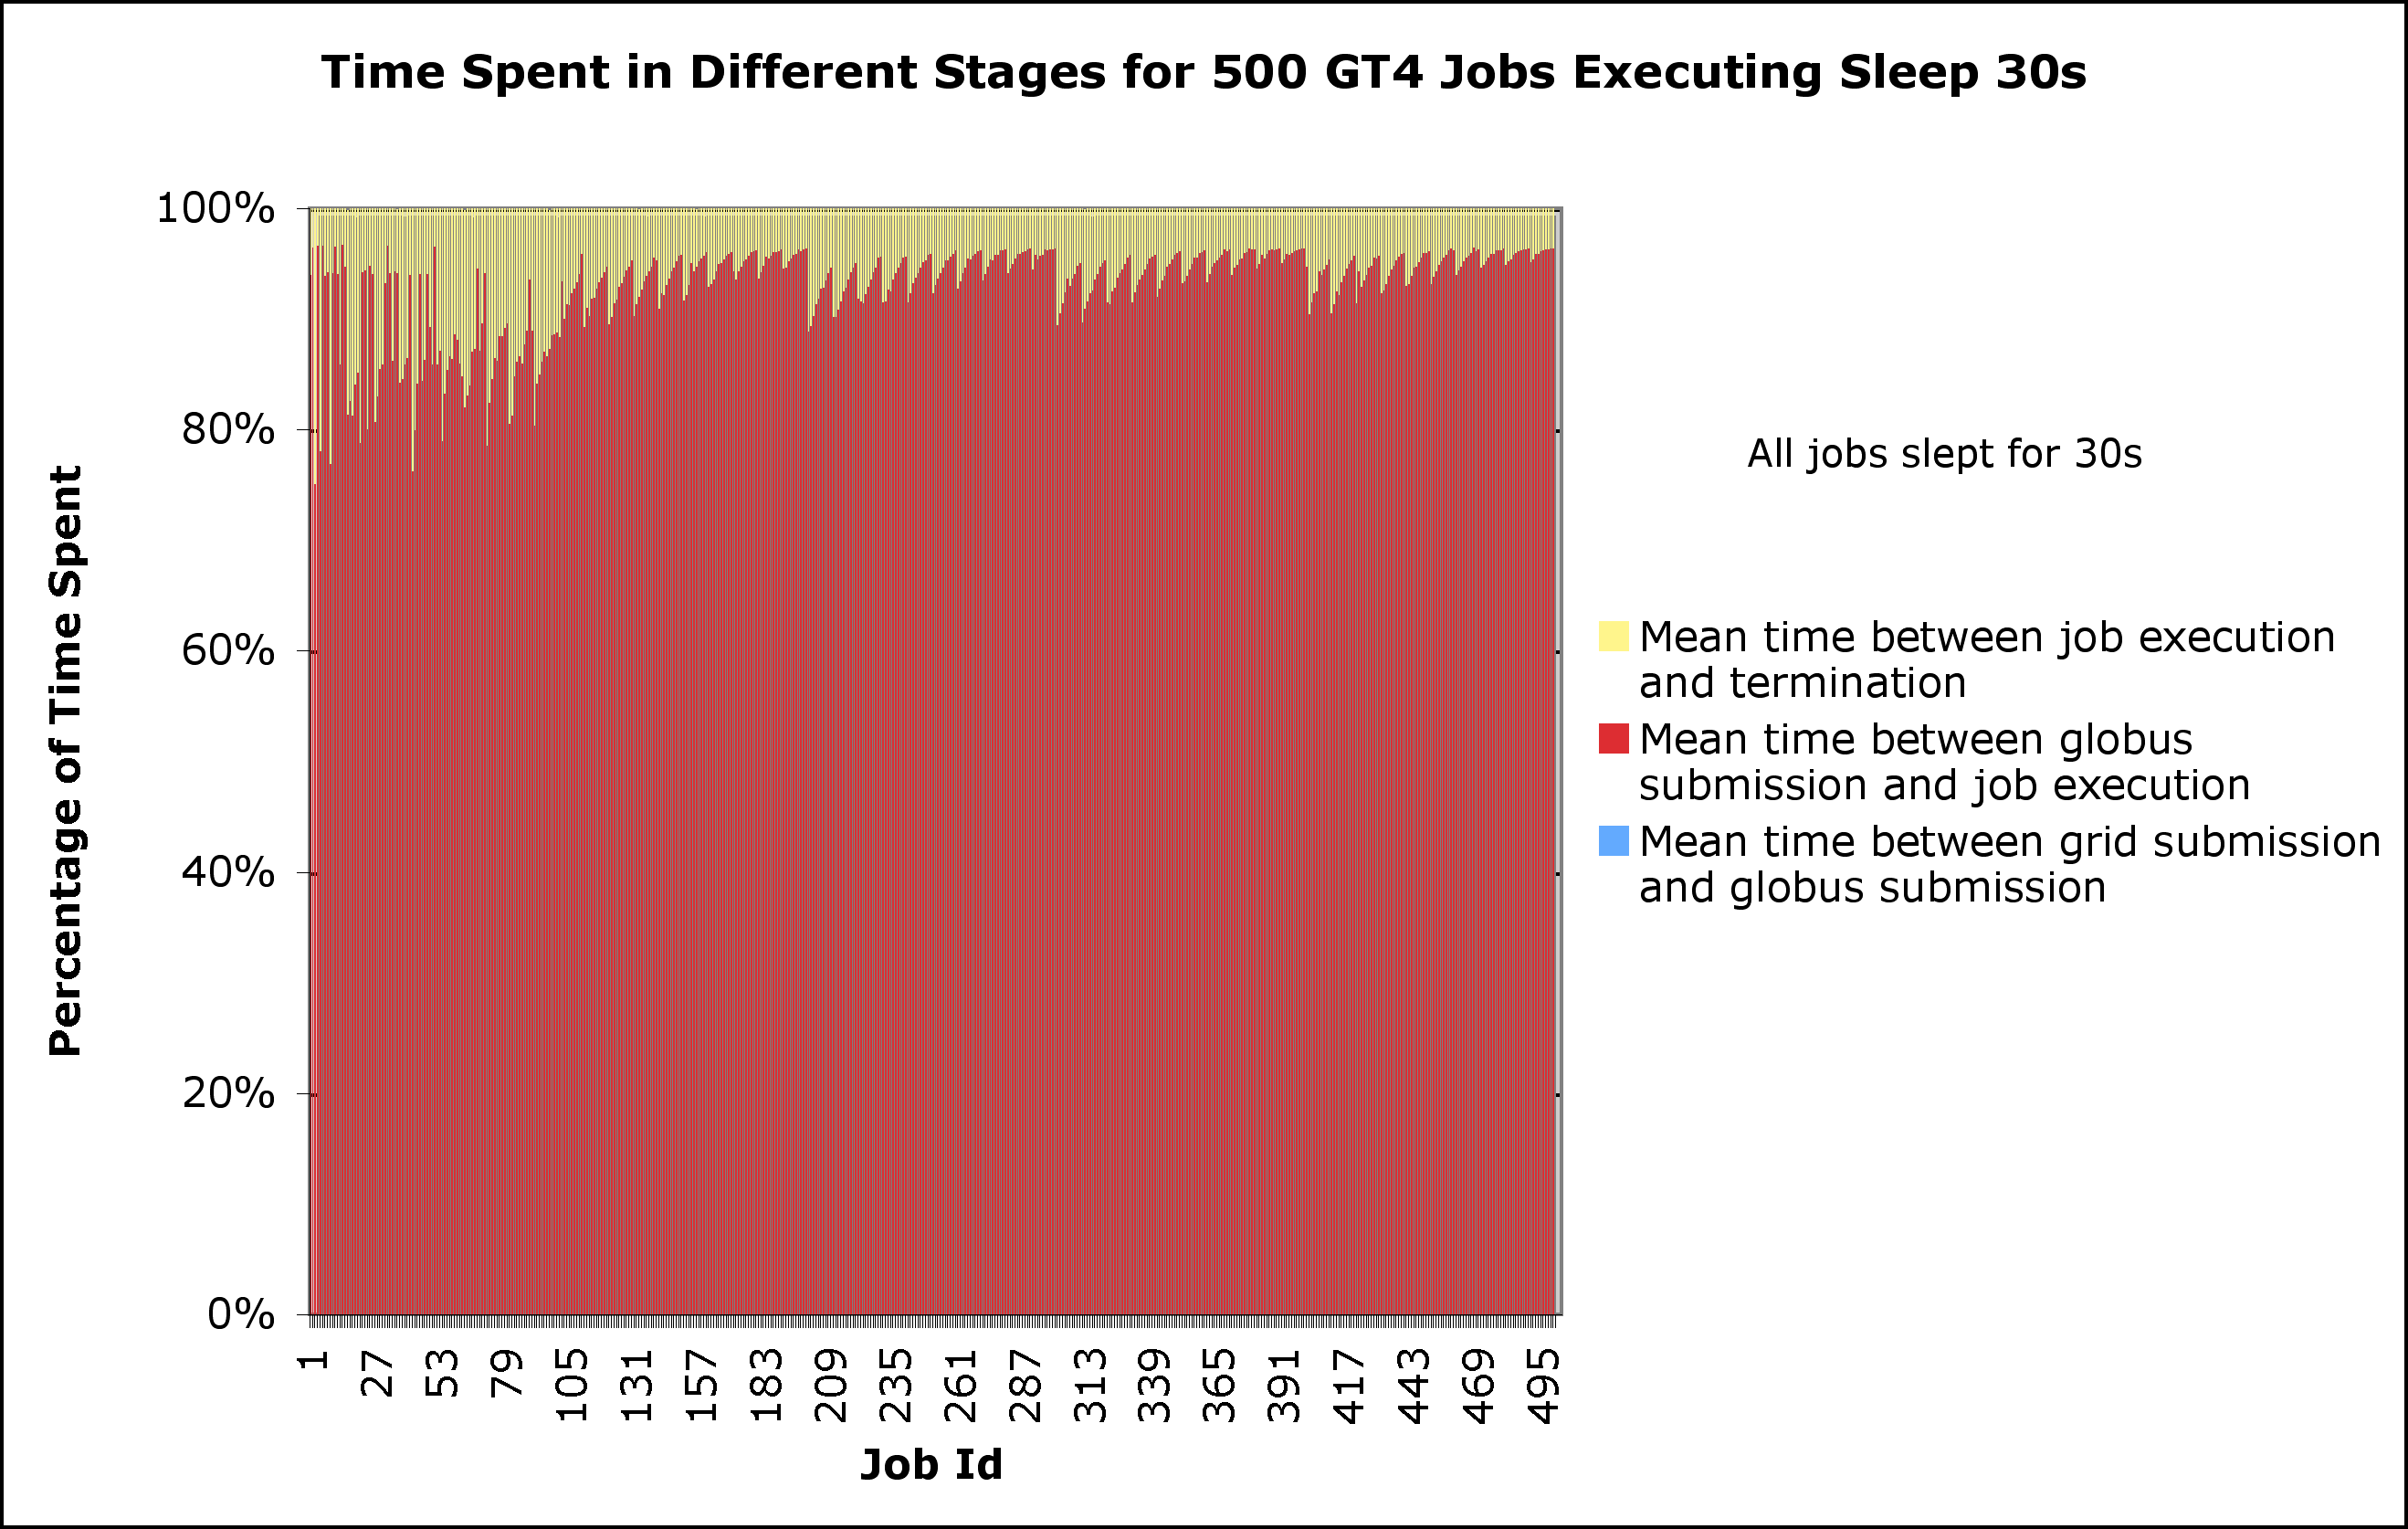 Time Spent in Different Stages for 500 GT4 Jobs Executing Sleep 30s
100%
80%
60%
40%
20%
0%
Percentage of Time Spent
1 27 53 79 105 131 157 183 209 235 261 287 313 339 365 391 417 443 469 495
Job Id
All jobs slept for 30s
Mean time between job execution
and termination
Mean time between globus
submission and job execution
Mean time between grid submission
and globus submission